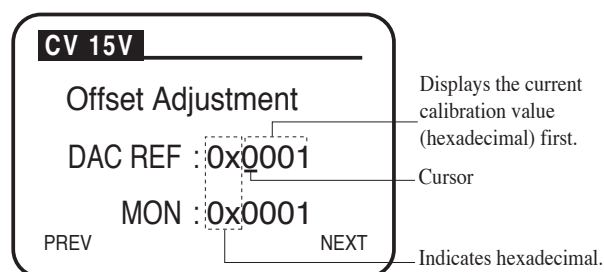 CV 15V
Offset Adjustment
DAC REF : 0x0001
MON : 0x0001
PREV NEXT
Displays the current
calibration value
(hexadecimal) first.
Cursor
Indicates hexadecimal.